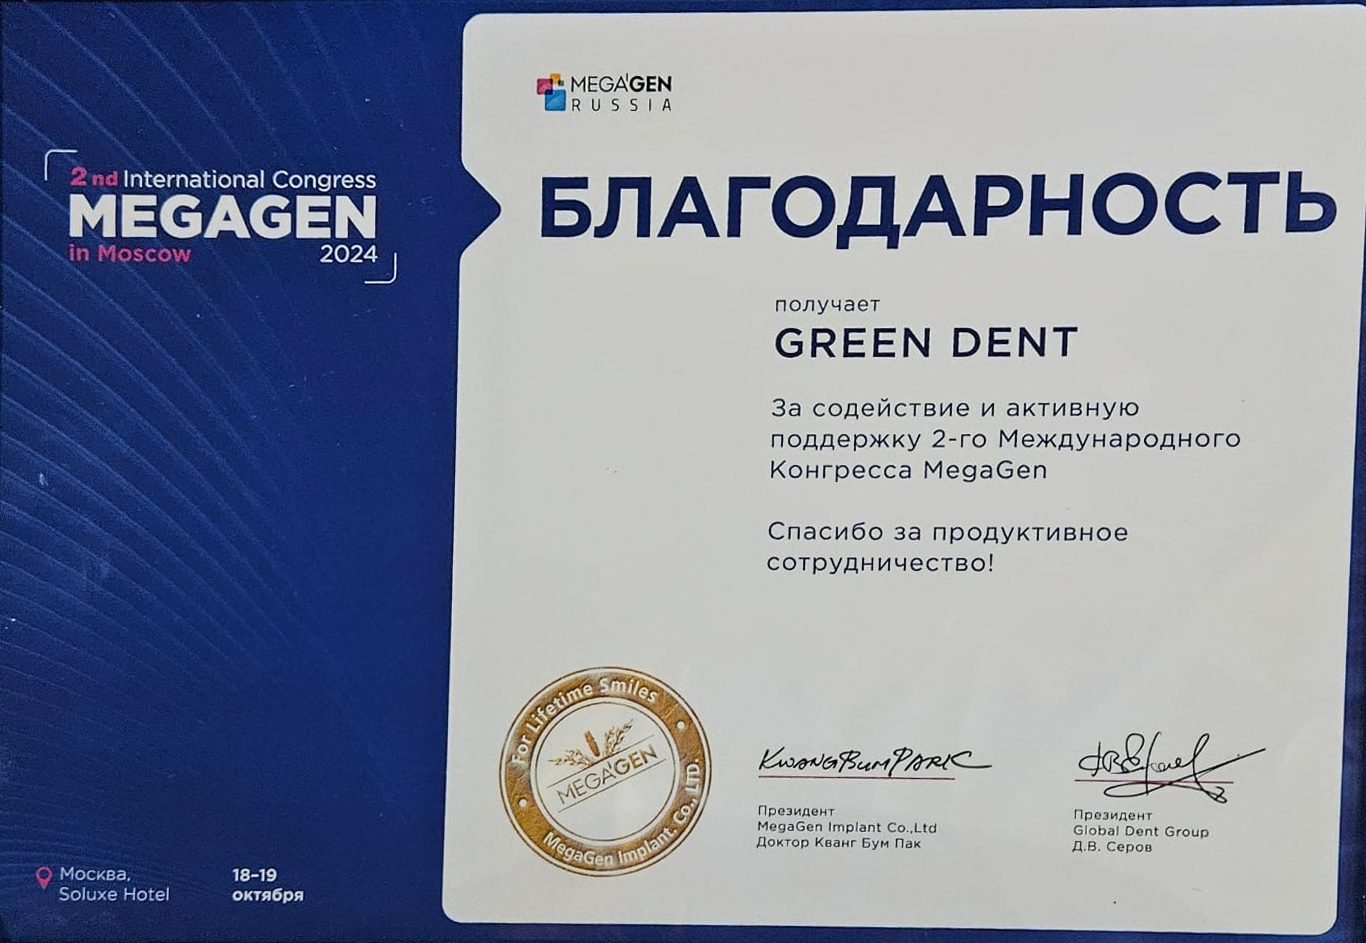 2nd International Congress
MEGAGEN
in Moscow 2024
MEGA'GEN
RUSSIA
БЛАГОДАРНОСТЬ
получает
GREEN DENT
За содействие и активную
поддержку 2-го Международного
Конгресса MegaGen
Спасибо за продуктивное
сотрудничество!
For Lifetime Smiles
MEGA'GEN
MegaGen Implant. Co., LTD.
KWANGBUMPARK
Президент
MegaGen Implant Co.,Ltd
Доктор Кванг Бум Пак
Президент
Global Dent Group
Д.В. Серов
Москва,
Soluxe Hotel
18-19
октября